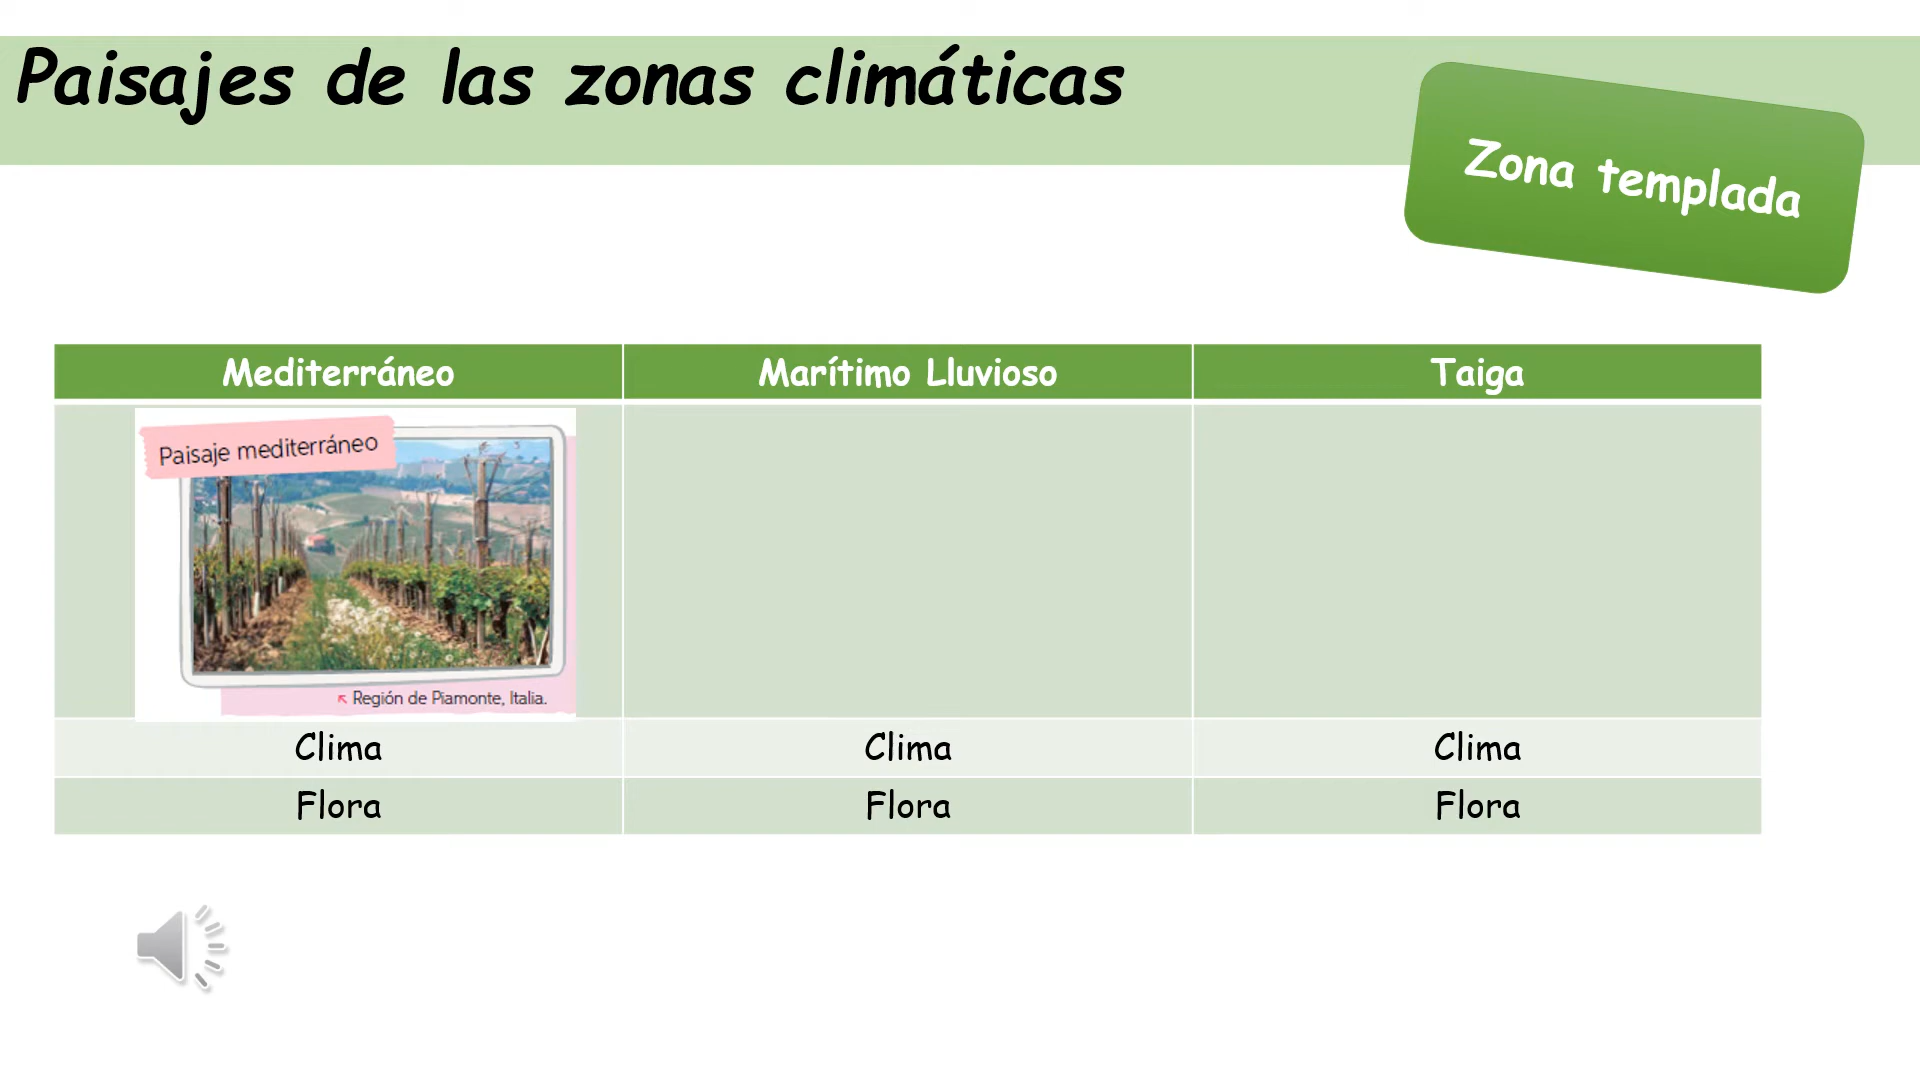 Paisajes de las zonas climáticas
Zona templada
Mediterráneo
Marítimo Lluvioso
Taiga
Paisaje mediterráneo
Región de Piamonte, Italia.
Clima
Clima
Clima
Flora
Flora
Flora